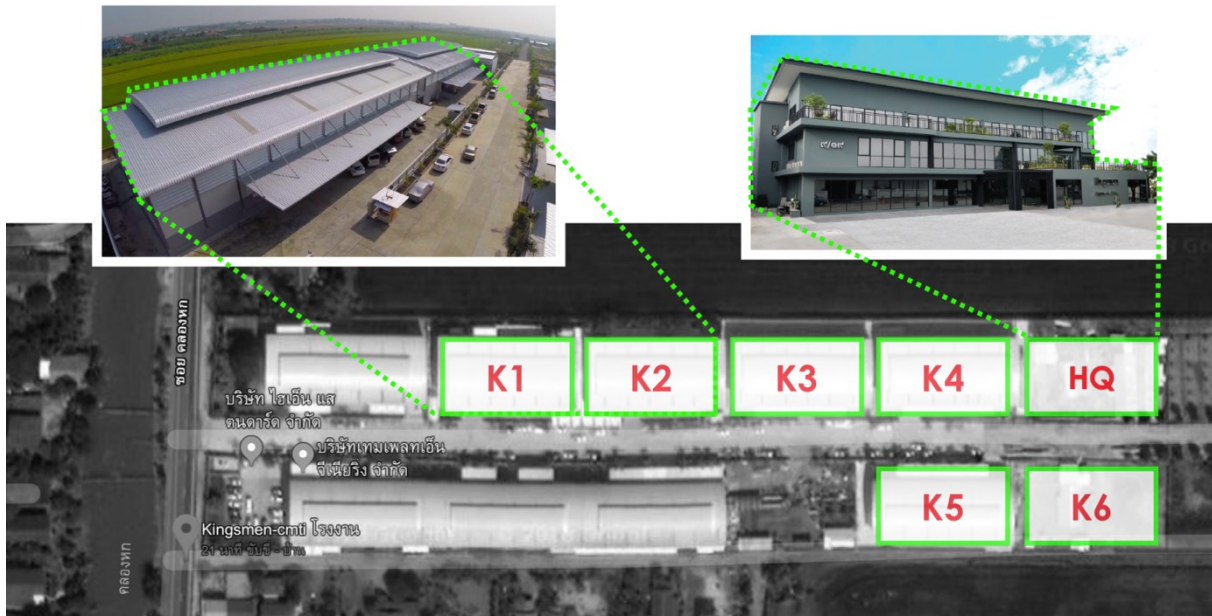 ซอย คลองหก
K1
K2
K3
K4
HQ
บริษัท ไฮเอ็น แส
ตนดาร์ด จำกัด
บริษัทเทมเพลทเอ็น
จิเนียริง จำกัด
K5
K6
Kingsmen-cmti โรงงาน
21 นาที ขับขี่ - บ้าน
คลองหก